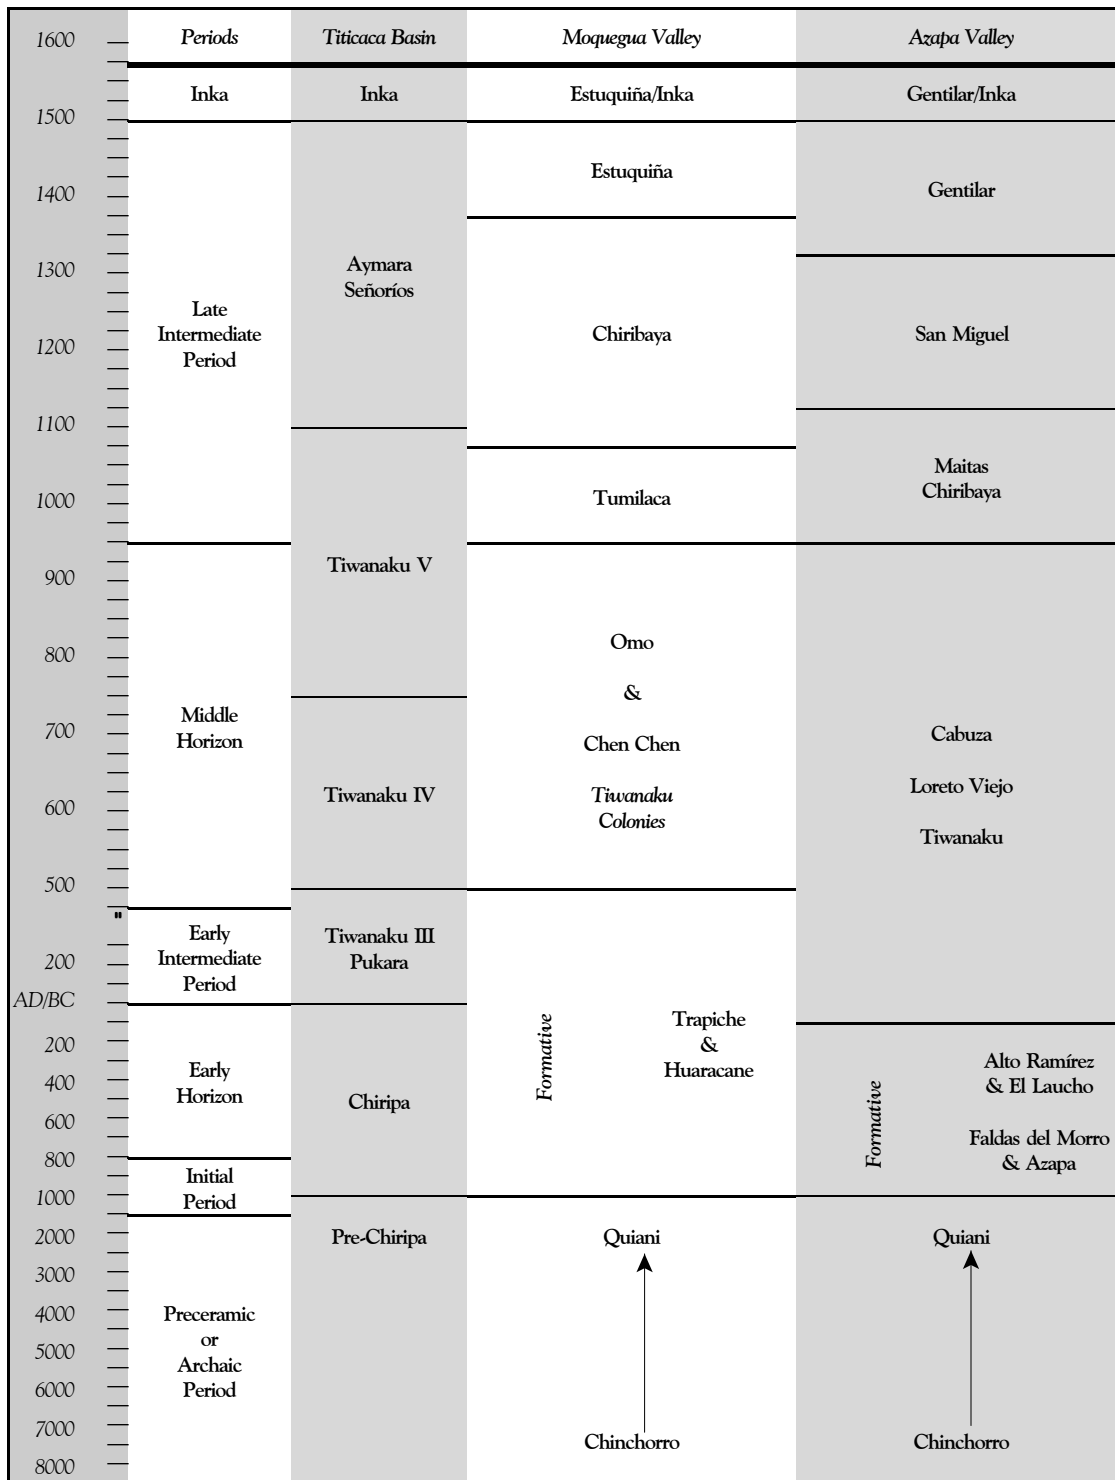 1600
Periods
Titicaca Basin
Moquegua Valley
Azapa Valley
Inka
Inka
Estuquiña/Inka
Gentilar/Inka
1500
Estuquiña
1400
Gentilar
1300
Aymara
Señoríos
Late
Intermediate
Period
Chiribaya
San Miguel
1200
1100
Maitas
Chiribaya
1000
Tumilaca
900
Tiwanaku V
800
Omo
&
Chen Chen
Tiwanaku
Colonies
700
Middle
Horizon
Cabuza
Loreto Viejo
Tiwanaku
600
Tiwanaku IV
500
"
Early
Intermediate
Period
Tiwanaku III
Pukara
200
AD/BC
Formative
Trapiche
&
Huaracane
200
400
600
Early
Horizon
Chiripa
Formative
Alto Ramírez
& El Laucho
Faldas del Morro
& Azapa
800
Initial
Period
1000
2000
Pre-Chiripa
Quiani
Quiani
3000
4000
5000
6000
Preceramic
or
Archaic
Period
7000
Chinchorro
Chinchorro
8000